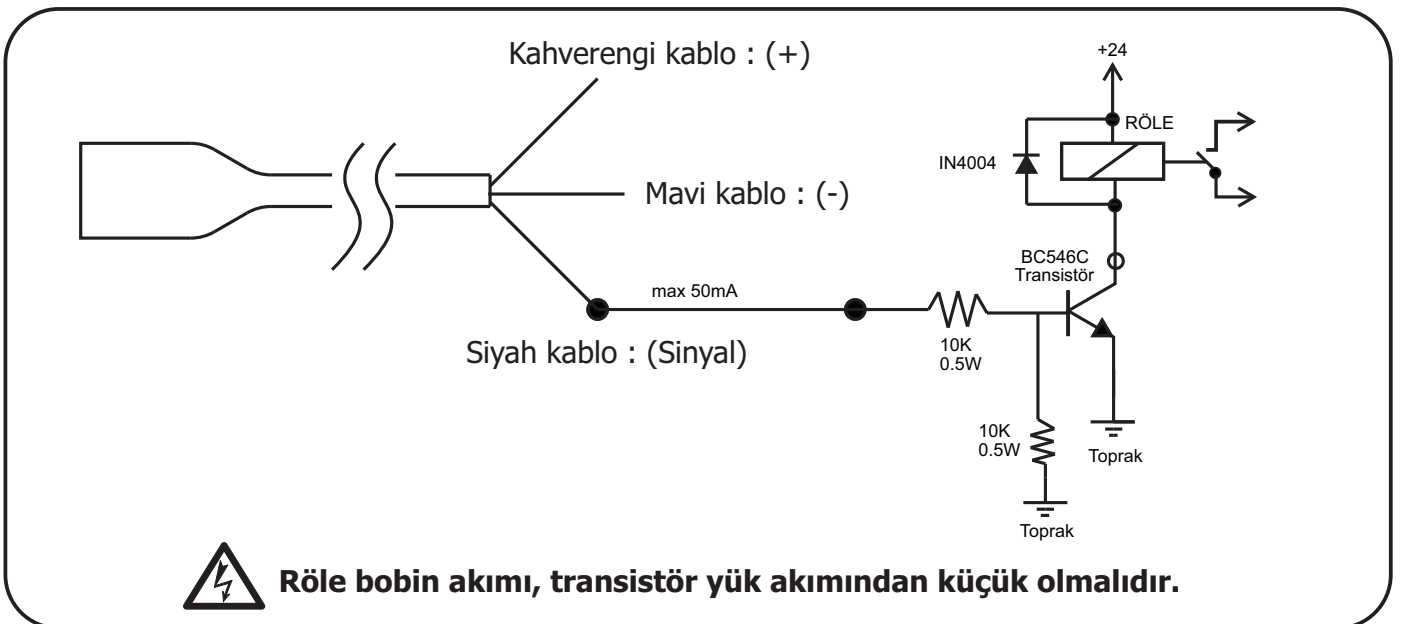 Kahverengi kablo : (+)
+24
RÖLE
IN4004
Mavi kablo : (-)
BC546C
Transistör
max 50mA
Siyah kablo : (Sinyal)
10K
0.5W
10K
0.5W
Toprak
Toprak
Röle bobin akımı, transistör yük akımından küçük olmalıdır.